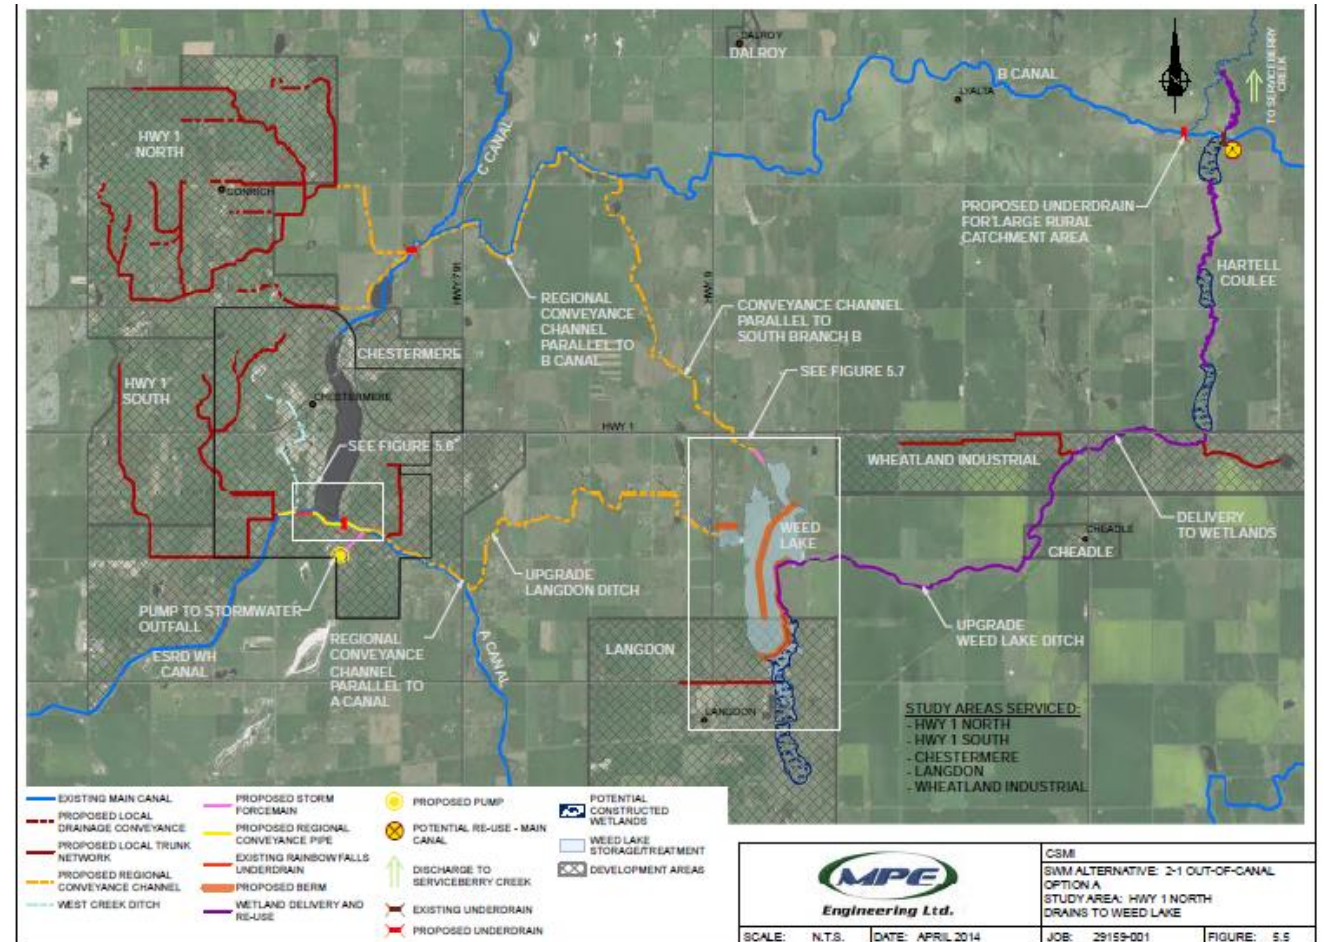 DALROY
DALROY
B CANAL
LYALTA
TO SERVICEBERRY
CREEK
HWY 1
NORTH
CONRICH
C CANAL
HWY 791
HWY 9
PROPOSED UNDERDRAIN
FOR LARGE RURAL
CATCHMENT AREA
HARTELL
COULEE
REGIONAL
CONVEYANCE
CHANNEL
PARALLEL TO
B CANAL
CONVEYANCE CHANNEL
PARALLEL TO
SOUTH BRANCH B
CHESTERMERE
SEE FIGURE 5.7
HWY 1
SOUTH
CHESTERMERE
HWY 1
SEE FIGURE 5.6
WHEATLAND INDUSTRIAL
WEED
LAKE
DELIVERY
TO WETLANDS
CHEADLE
CHEADLE
UPGRADE
LANGDON DITCH
PUMP TO STORMWATER
OUTFALL
UPGRADE
WEED LAKE DITCH
ESRD WH
CANAL
REGIONAL
CONVEYANCE
CHANNEL
PARALLEL TO
A CANAL
A CANAL
LANGDON
LANGDON
STUDY AREAS SERVICED:
- HWY 1 NORTH
- HWY 1 SOUTH
- CHESTERMERE
- LANGDON
- WHEATLAND INDUSTRIAL
EXISTING MAIN CANAL
PROPOSED LOCAL
DRAINAGE CONVEYANCE
PROPOSED LOCAL TRUNK
NETWORK
PROPOSED REGIONAL
CONVEYANCE CHANNEL
WEST CREEK DITCH
PROPOSED STORM
FORCEMAIN
PROPOSED REGIONAL
CONVEYANCE PIPE
EXISTING RAINBOW FALLS
UNDERDRAIN
PROPOSED BERM
WETLAND DELIVERY AND
RE-USE
PROPOSED PUMP
POTENTIAL RE-USE - MAIN
CANAL
DISCHARGE TO
SERVICEBERRY CREEK
EXISTING UNDERDRAIN
PROPOSED UNDERDRAIN
POTENTIAL
CONSTRUCTED
WETLANDS
WEED LAKE
STORAGE/TREATMENT
DEVELOPMENT AREAS
MPE
Engineering Ltd.
CSMI
SWM ALTERNATIVE: 2-1 OUT-OF-CANAL
OPTION A
STUDY AREA: HWY 1 NORTH
DRAINS TO WEED LAKE
SCALE: N.T.S. DATE: APRIL 2014 JOB: 29159-001 FIGURE: 5.5